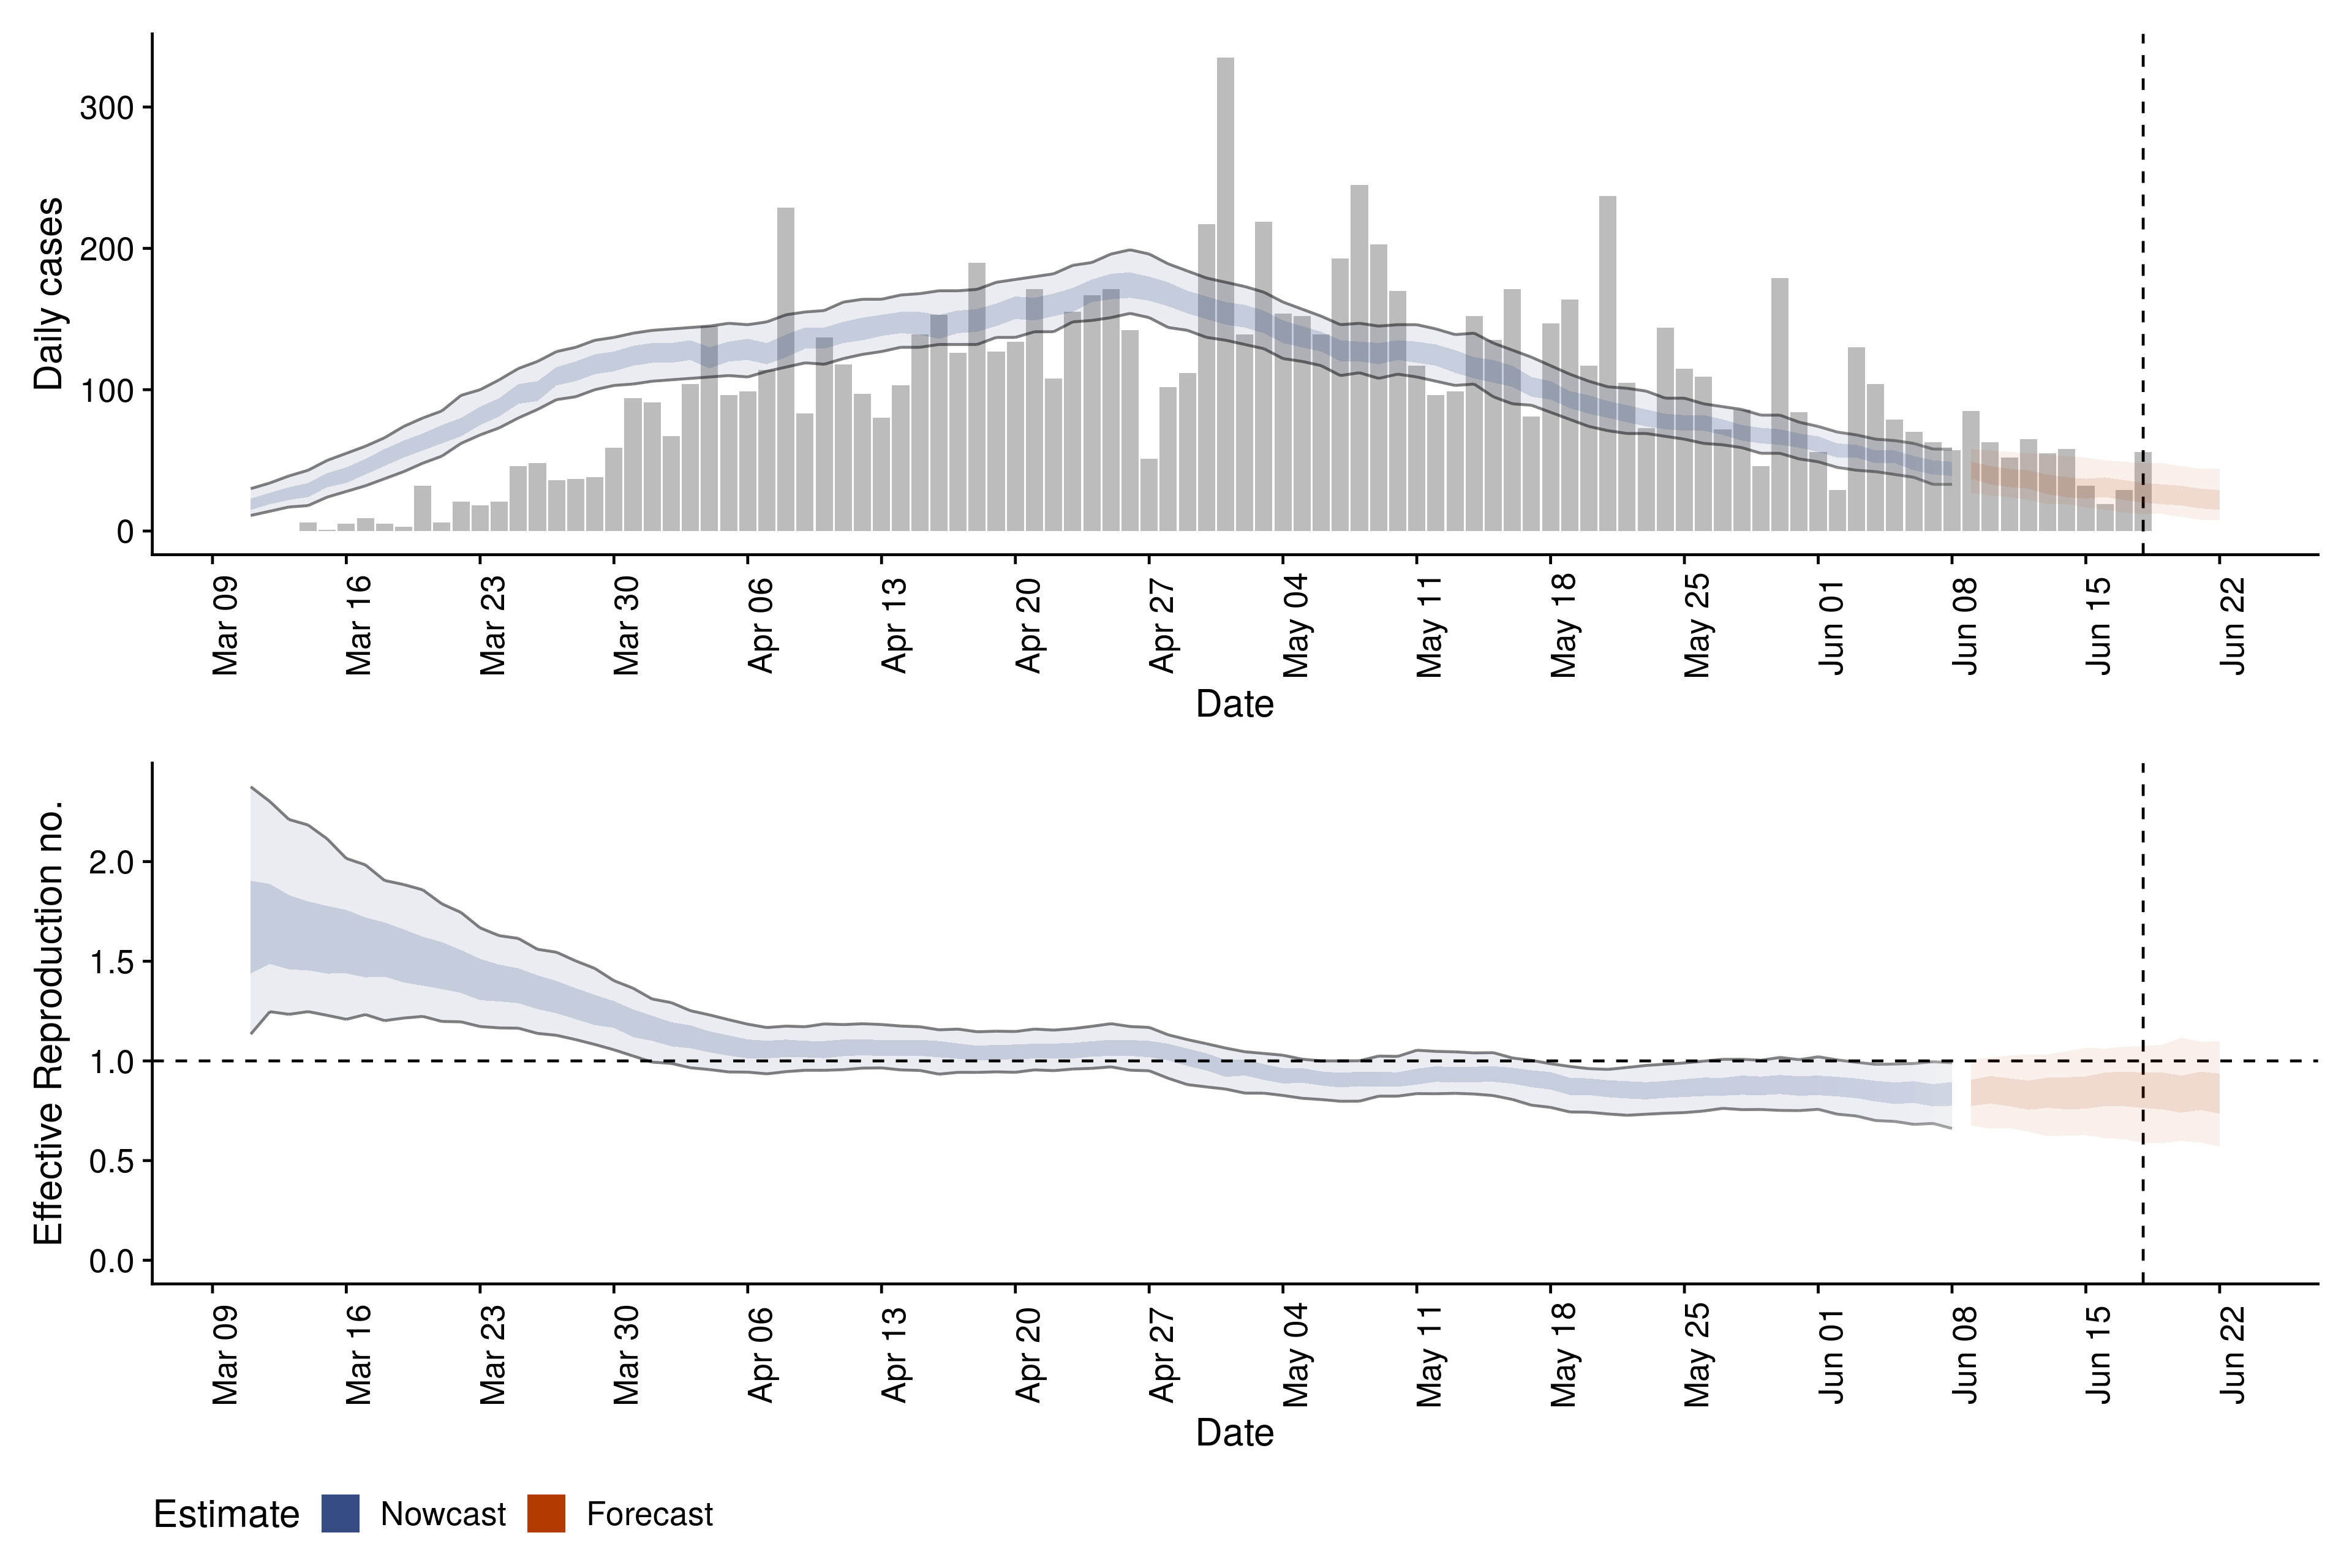 Daily cases
300
200
100
0
Mar 09 Mar 16 Mar 23 Mar 30 Apr 06 Apr 13 Apr 20 Apr 27 May 04 May 11 May 18 May 25 Jun 01 Jun 08 Jun 15 Jun 22
Date
Effective Reproduction no.
2.0
1.5
1.0
0.5
0.0
Mar 09 Mar 16 Mar 23 Mar 30 Apr 06 Apr 13 Apr 20 Apr 27 May 04 May 11 May 18 May 25 Jun 01 Jun 08 Jun 15 Jun 22
Date
Estimate Nowcast Forecast